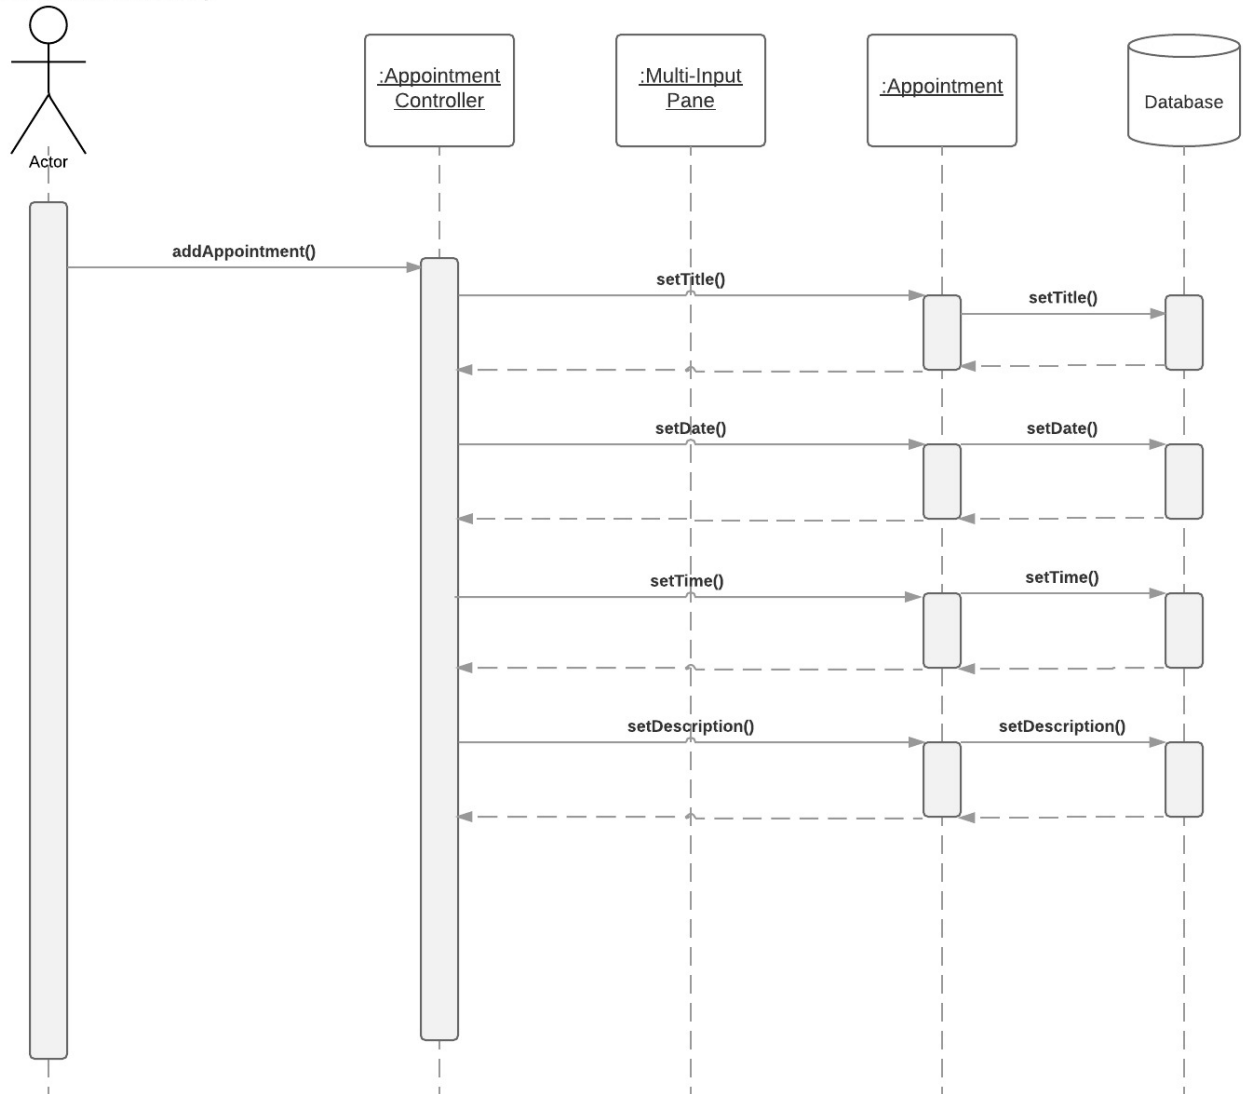 Actor
:Appointment
Controller
:Multi-Input
Pane
:Appointment
Database
addAppointment()
setTitle()
setTitle()
setDate()
setDate()
setTime()
setTime()
setDescription()
setDescription()